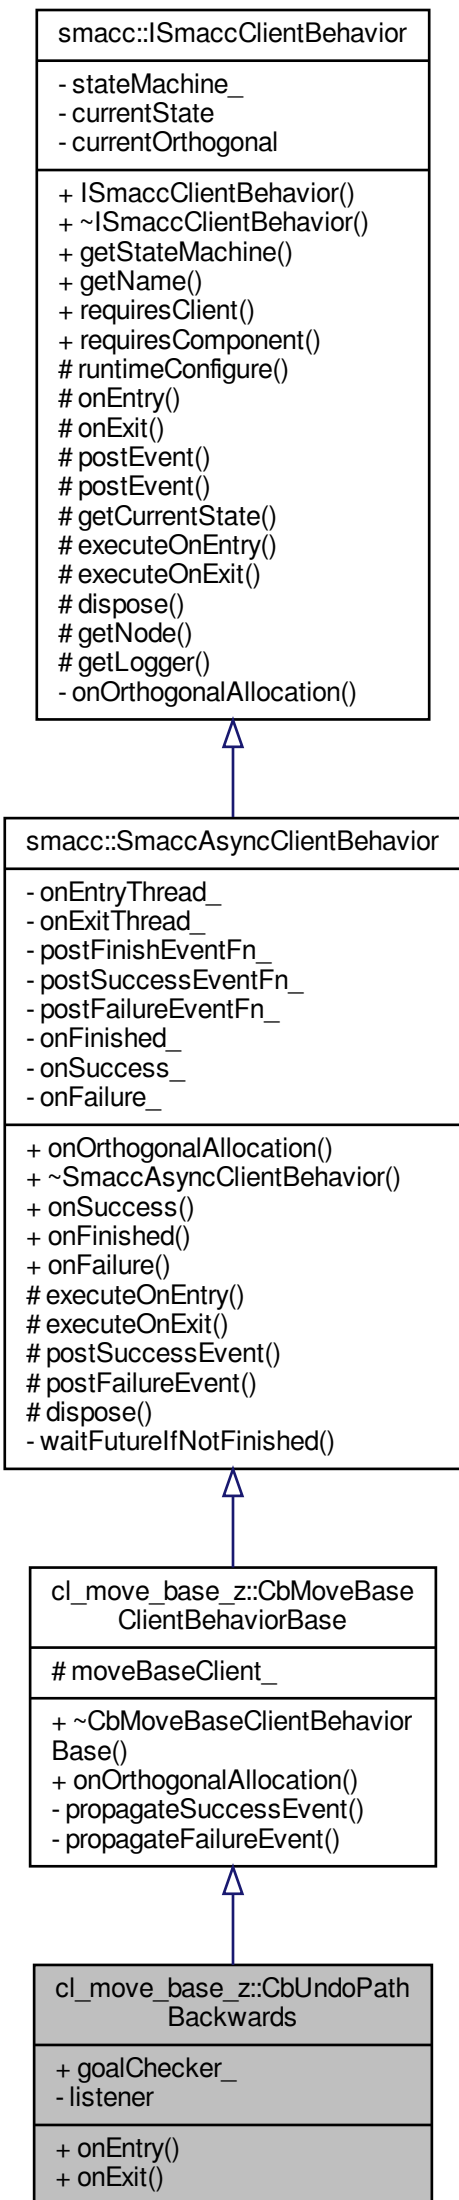 smacc::ISmaccClientBehavior
- stateMachine_
- currentState
- currentOrthogonal
+ ISmaccClientBehavior()
+ ~ISmaccClientBehavior()
+ getStateMachine()
+ getName()
+ requiresClient()
+ requiresComponent()
# runtimeConfigure()
# onEntry()
# onExit()
# postEvent()
# postEvent()
# getCurrentState()
# executeOnEntry()
# executeOnExit()
# dispose()
# getNode()
# getLogger()
- onOrthogonalAllocation()
smacc::SmaccAsyncClientBehavior
- onEntryThread_
- onExitThread_
- postFinishEventFn_
- postSuccessEventFn_
- postFailureEventFn_
- onFinished_
- onSuccess_
- onFailure_
+ onOrthogonalAllocation()
+ ~SmaccAsyncClientBehavior()
+ onSuccess()
+ onFinished()
+ onFailure()
# executeOnEntry()
# executeOnExit()
# postSuccessEvent()
# postFailureEvent()
# dispose()
- waitFutureIfNotFinished()
cl_move_base_z::CbMoveBase
ClientBehaviorBase
# moveBaseClient_
+ ~CbMoveBaseClientBehavior
Base()
+ onOrthogonalAllocation()
- propagateSuccessEvent()
- propagateFailureEvent()
cl_move_base_z::CbUndoPath
Backwards
+ goalChecker_
- listener
+ onEntry()
+ onExit()